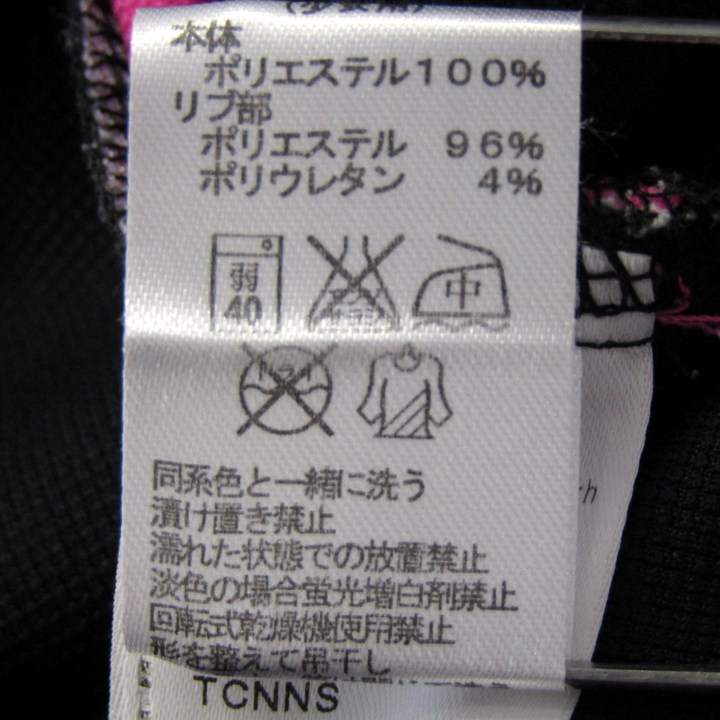 本体
ポリエステル100%
リブ部
ポリエステル 96%
ポリウレタン 4%
弱
40
中
同系色と一緒に洗う
漬け置き禁止
濡れた状態での放置禁止
淡色の場合蛍光増白剤禁止
回転式乾燥機使用禁止
形を整えて吊干し
TCNNS